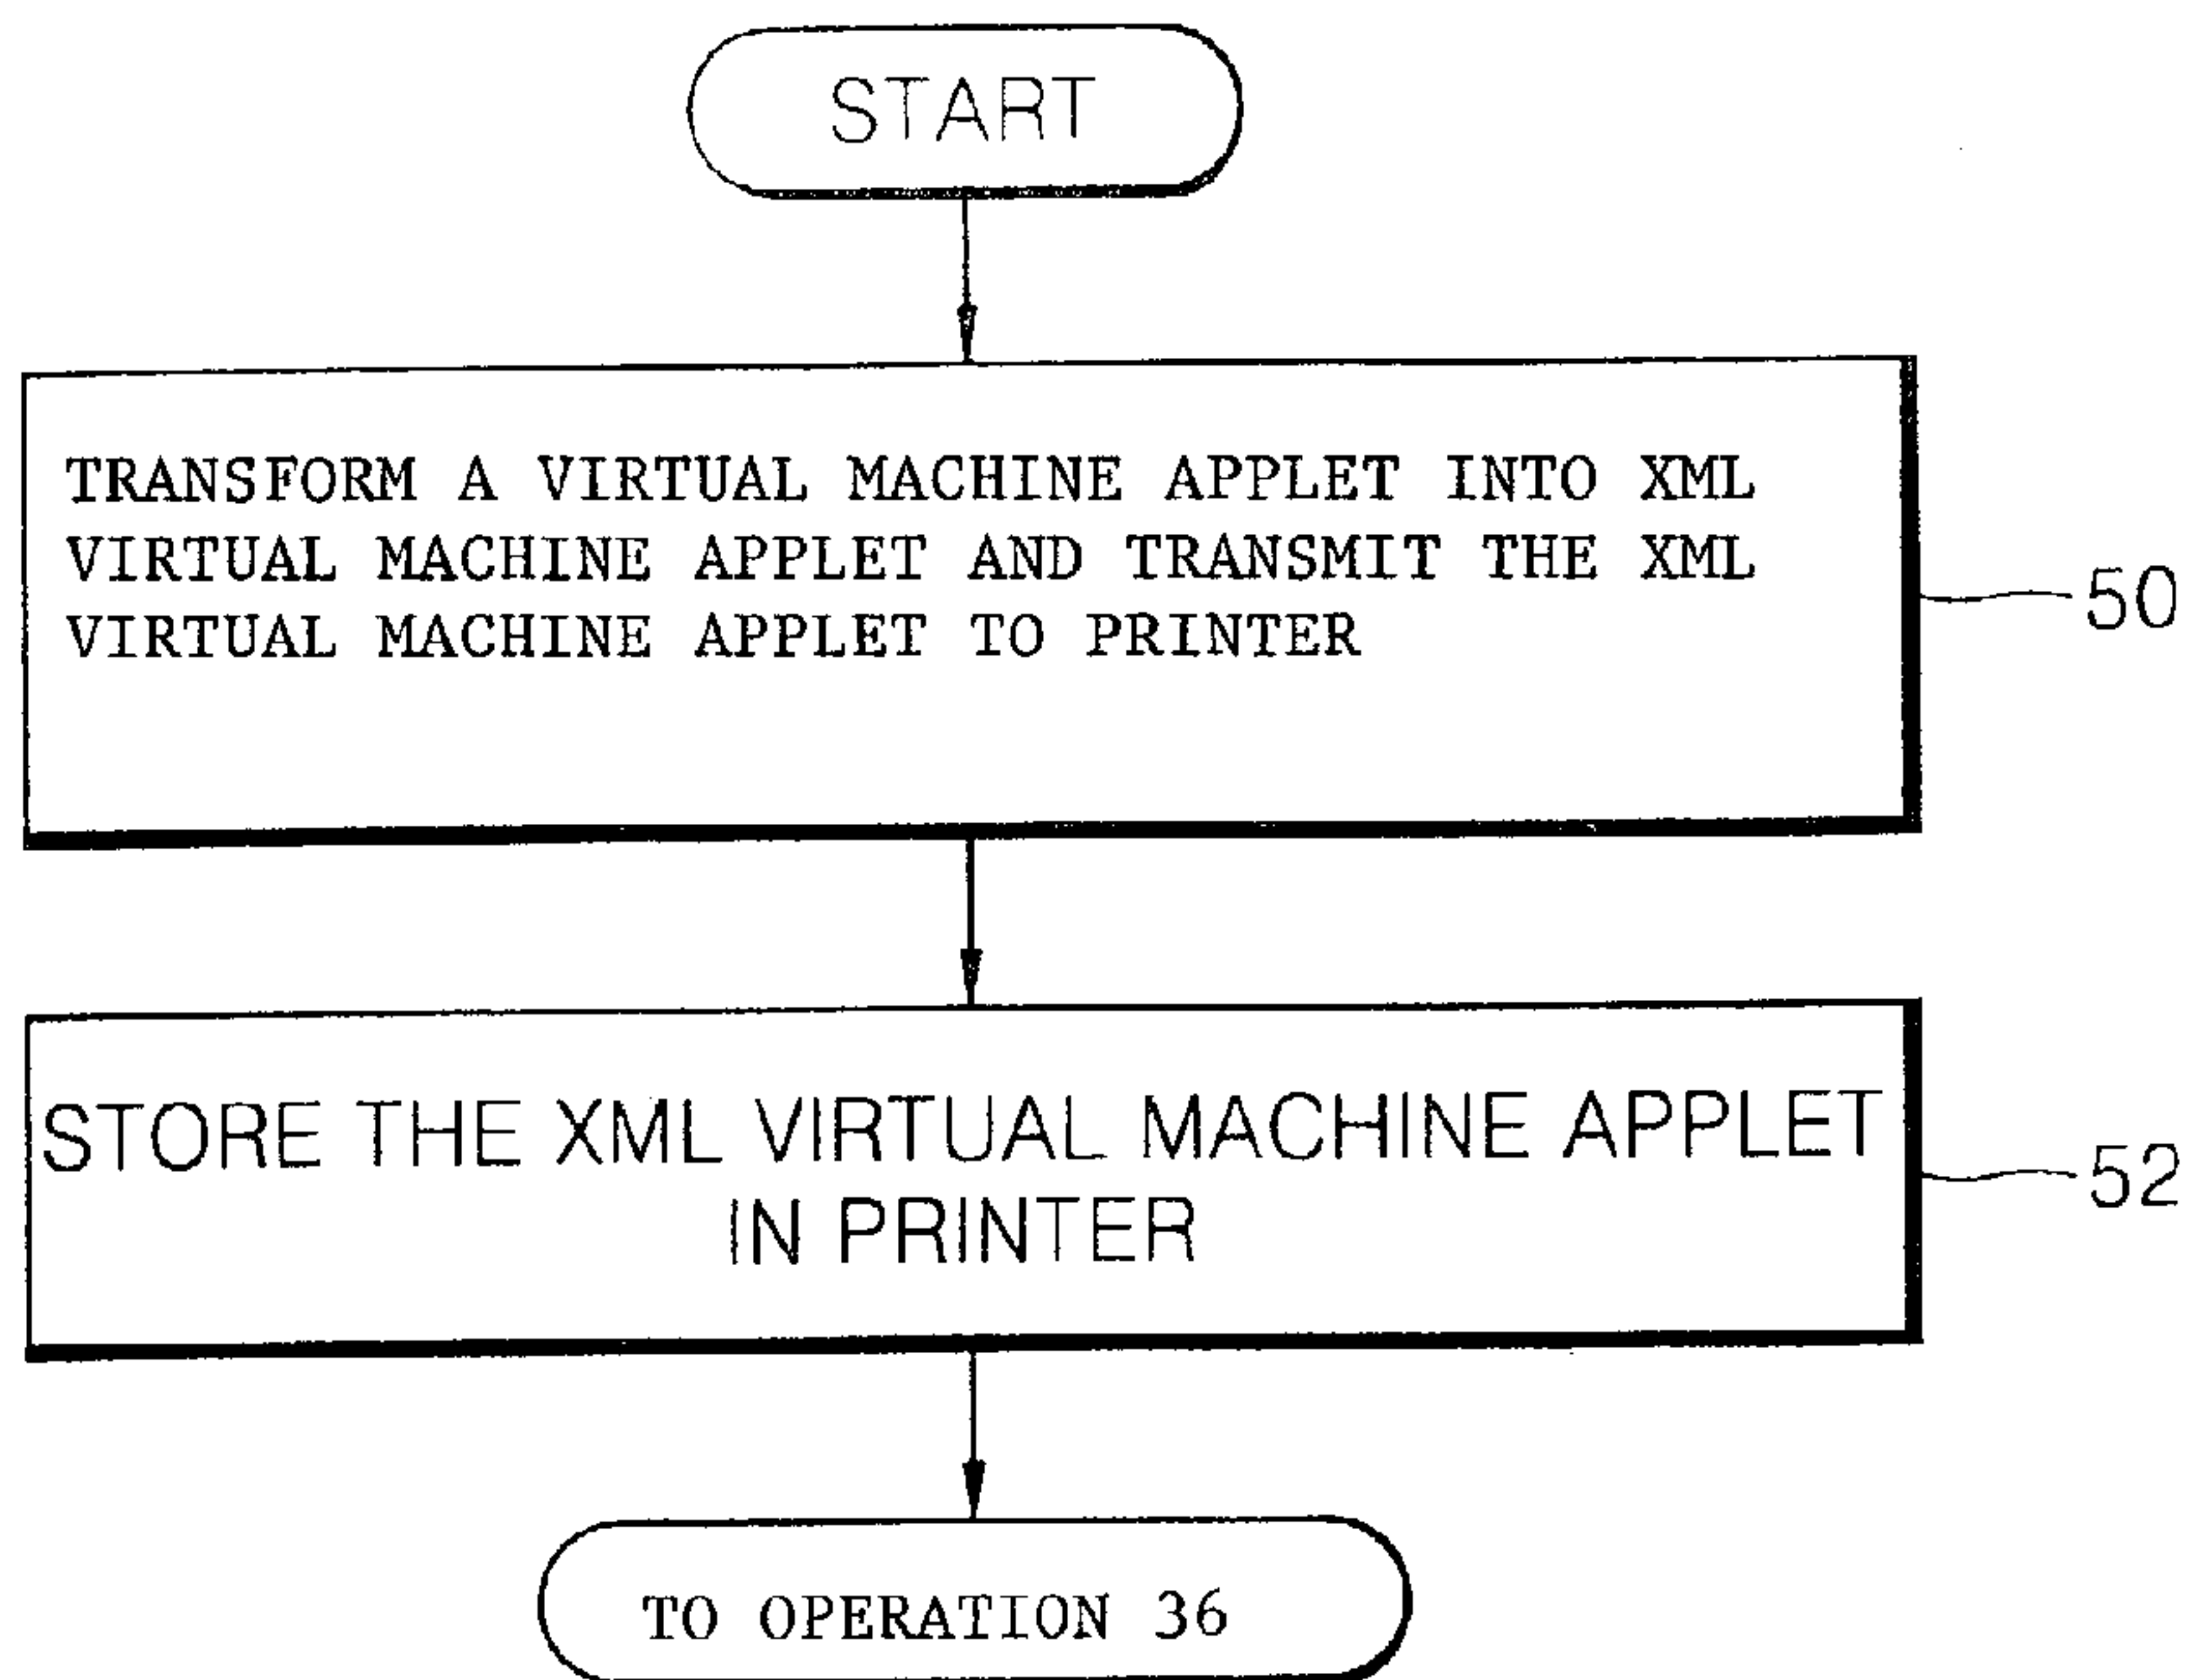 START
TRANSFORM A VIRTUAL MACHINE APPLET INTO XML
VIRTUAL MACHINE APPLET AND TRANSMIT THE XML
VIRTUAL MACHINE APPLET TO PRINTER
50
STORE THE XML VIRTUAL MACHINE APPLET
IN PRINTER
52
TO OPERATION 36